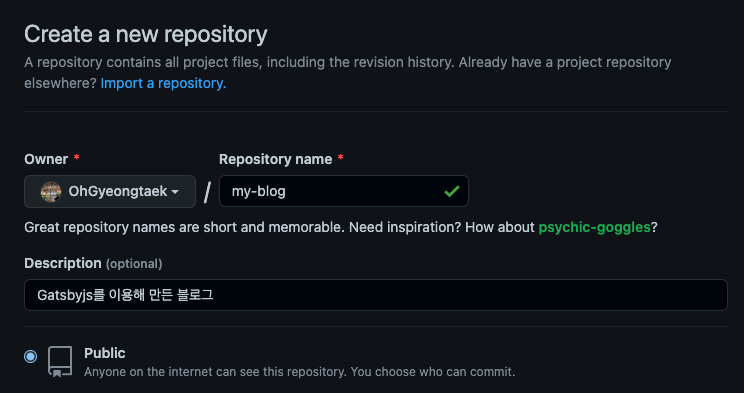 Create a new repository
A repository contains all project files, including the revision history. Already have a project repository
elsewhere? Import a repository.
Owner * Repository name *
OhGyeongtaek / my-blog
Great repository names are short and memorable. Need inspiration? How about psychic-goggles?
Description (optional)
Gatsbyjs를 이용해 만든 블로그
Public
Anyone on the internet can see this repository. You choose who can commit.